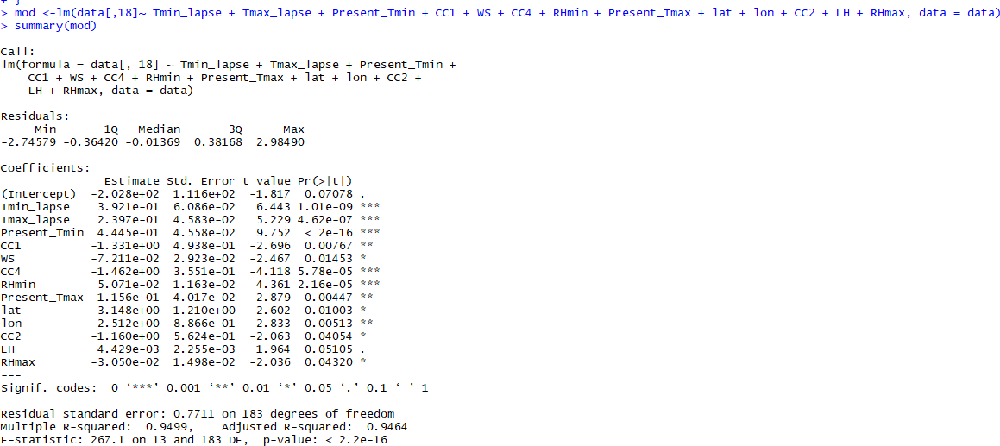 > mod <-lm(data[,18]~ Tmin_lapse + Tmax_lapse + Present_Tmin + CC1 + WS + CC4 + RHmin + Present_Tmax + lat + lon + CC2 + LH + RHmax, data = data)
> summary(mod)
Call:
lm(formula = data[, 18] ~ Tmin_lapse + Tmax_lapse + Present_Tmin +
    CC1 + WS + CC4 + RHmin + Present_Tmax + lat + lon + CC2 +
    LH + RHmax, data = data)
Residuals:
     Min       1Q   Median       3Q      Max
-2.74579 -0.36420 -0.01369  0.38168  2.98490
Coefficients:
               Estimate Std. Error t value Pr(>|t|)
(Intercept)  -2.028e+02  1.116e+02  -1.817  0.07078 .
Tmin_lapse    3.921e-01  6.086e-02   6.443 1.01e-09 ***
Tmax_lapse    2.397e-01  4.583e-02   5.229 4.62e-07 ***
Present_Tmin  4.445e-01  4.558e-02   9.752  < 2e-16 ***
CC1          -1.331e+00  4.938e-01  -2.696  0.00767 **
WS           -7.211e-02  2.923e-02  -2.467  0.01453 *
CC4          -1.462e+00  3.551e-01  -4.118 5.78e-05 ***
RHmin         5.071e-02  1.163e-02   4.361 2.16e-05 ***
Present_Tmax  1.156e-01  4.017e-02   2.879  0.00447 **
lat          -3.148e+00  1.210e+00  -2.602  0.01003 *
lon           2.512e+00  8.866e-01   2.833  0.00513 **
CC2          -1.160e+00  5.624e-01  -2.063  0.04054 *
LH            4.429e-03  2.255e-03   1.964  0.05105 .
RHmax        -3.050e-02  1.498e-02  -2.036  0.04320 *
---
Signif. codes:  0 ‘***’ 0.001 ‘**’ 0.01 ‘*’ 0.05 ‘.’ 0.1 ‘ ’ 1
Residual standard error: 0.7711 on 183 degrees of freedom
Multiple R-squared:  0.9499,    Adjusted R-squared:  0.9464
F-statistic: 267.1 on 13 and 183 DF,  p-value: < 2.2e-16